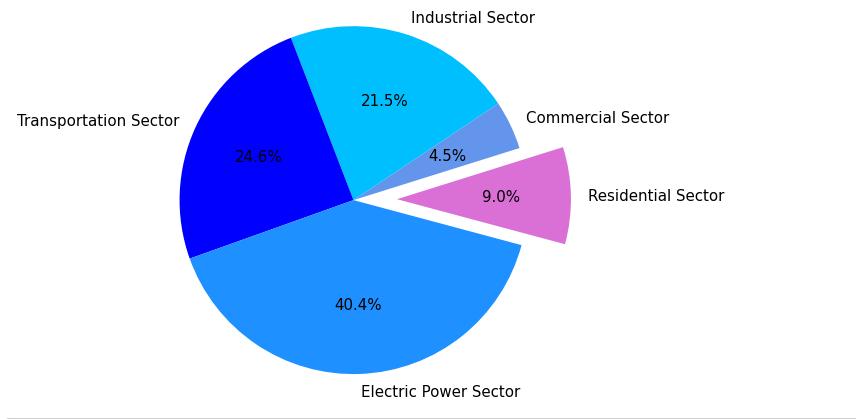 Industrial Sector
21.5%
Commercial Sector
Transportation Sector
24.6%
4.5%
9.0%
Residential Sector
40.4%
Electric Power Sector